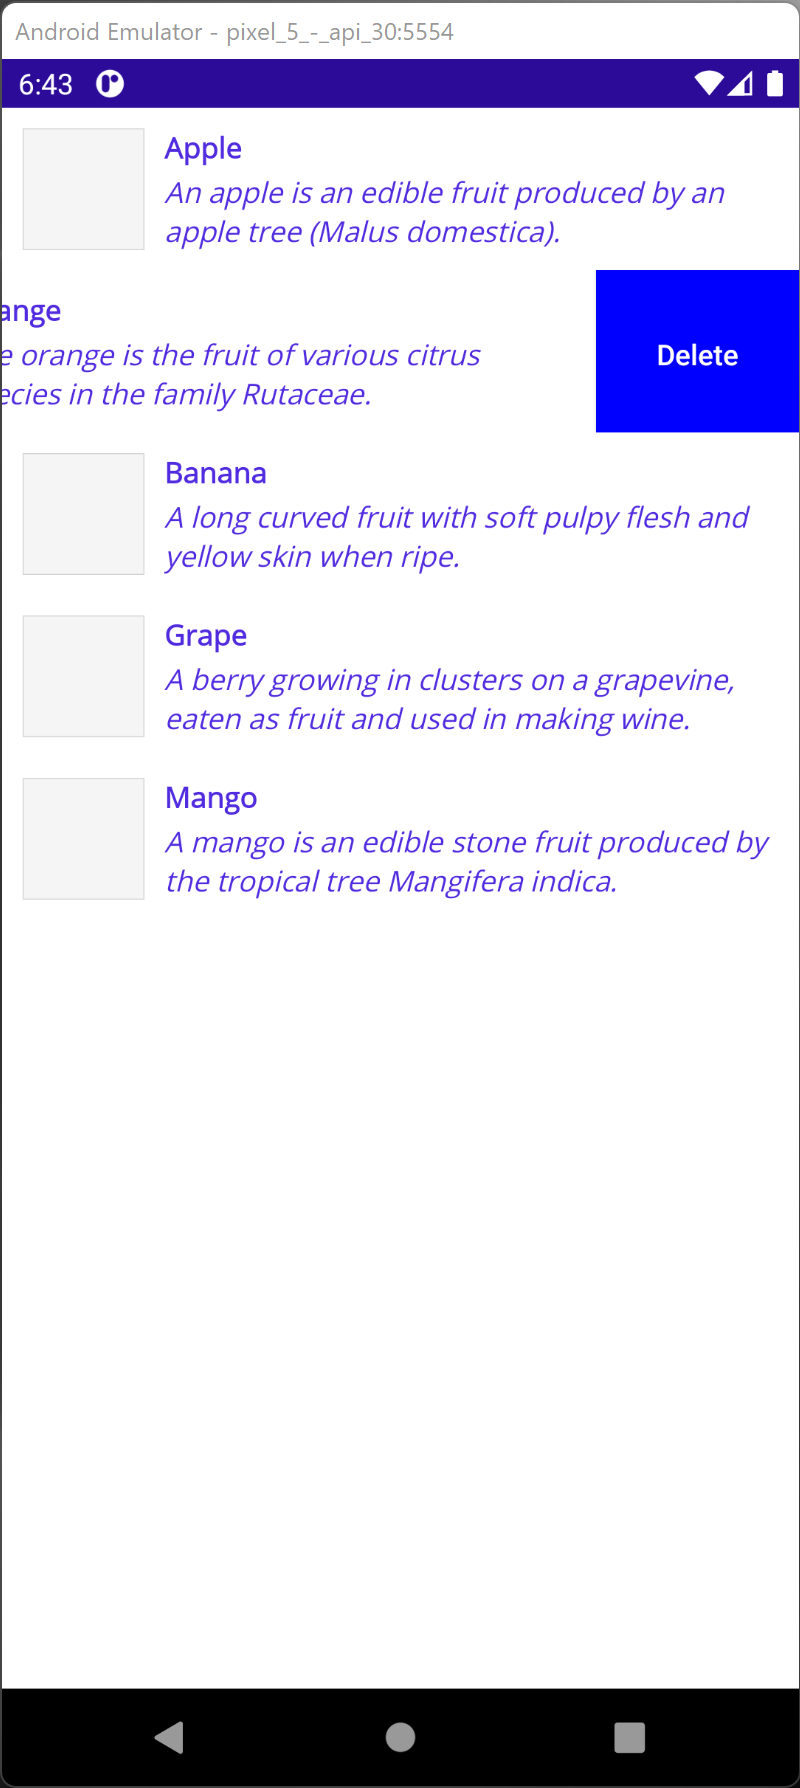 Android Emulator - pixel_5_-_api_30:5554
6:43
Apple
An apple is an edible fruit produced by an
apple tree (Malus domestica).
ange
e orange is the fruit of various citrus
ecies in the family Rutaceae.
Delete
Banana
A long curved fruit with soft pulpy flesh and
yellow skin when ripe.
Grape
A berry growing in clusters on a grapevine,
eaten as fruit and used in making wine.
Mango
A mango is an edible stone fruit produced by
the tropical tree Mangifera indica.